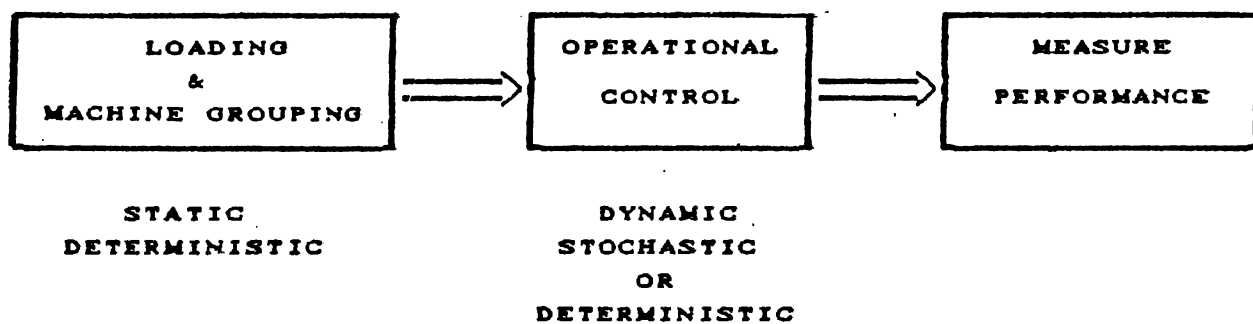 LOADING
&
MACHINE GROUPING
OPERATIONAL
CONTROL
MEASURE
PERFORMANCE
STATIC
DETERMINISTIC
DYNAMIC
STOCHASTIC
OR
DETERMINISTIC